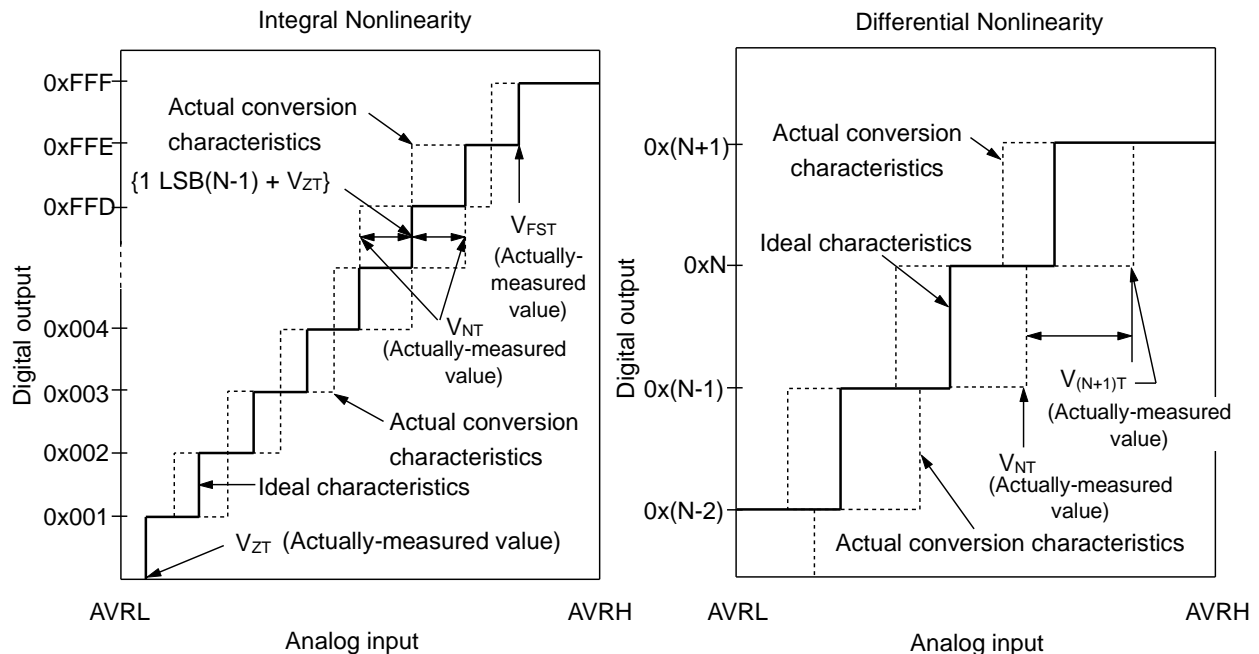 Integral Nonlinearity
0xFFF
0xFFE
0xFFD
0x004
0x003
0x002
0x001
Digital output
Actual conversion
characteristics
{1 LSB(N-1) + VZT}
VFST
(Actually-
measured
value)
VNT
(Actually-measured
value)
Actual conversion
characteristics
Ideal characteristics
VZT (Actually-measured value)
AVRL
AVRH
Analog input
Differential Nonlinearity
0x(N+1)
0xN
0x(N-1)
0x(N-2)
Digital output
Actual conversion
characteristics
Ideal characteristics
V(N+1)T
(Actually-measured
value)
VNT
(Actually-measured
value)
Actual conversion characteristics
AVRL
AVRH
Analog input